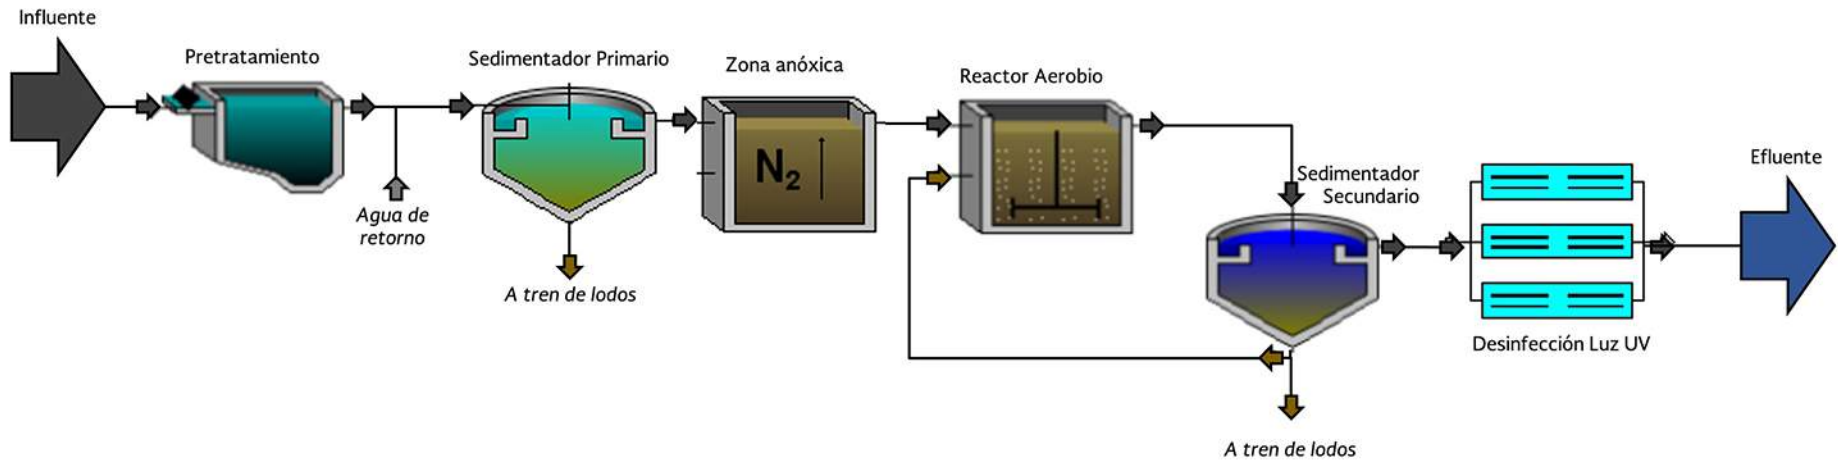 Influente
Pretratamiento
Agua de
retorno
Sedimentador Primario
A tren de lodos
Zona anóxica
N2
Reactor Aerobio
Sedimentador
Secundario
A tren de lodos
Desinfección Luz UV
Efluente